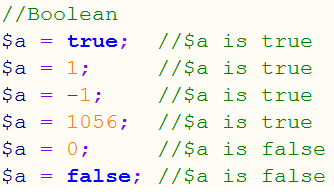 //Boolean
$a = true;  //$a is true
$a = 1;     //$a is true
$a = -1;    //$a is true
$a = 1056;  //$a is true
$a = 0;     //$a is false
$a = false; //$a is false